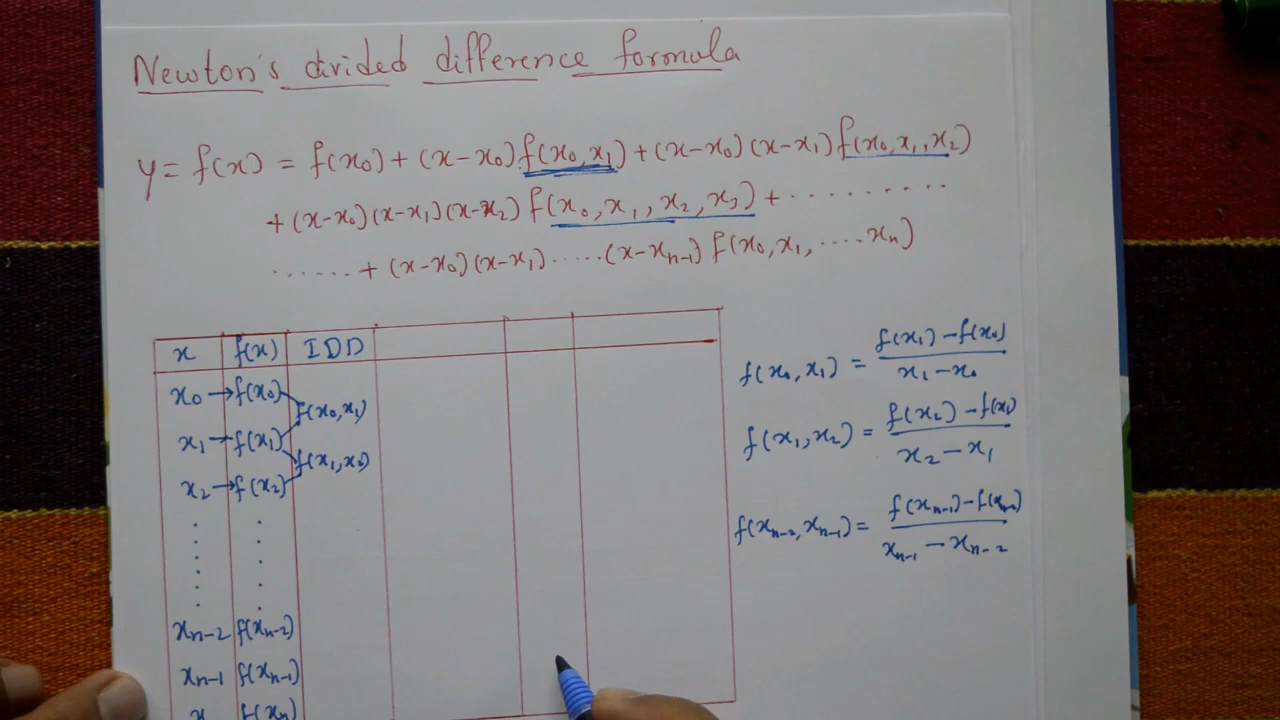 Newton's divided difference formula
y = f(x) = f(x₀) + (x-x₀) f(x₀,x₁) + (x-x₀)(x-x₁) f(x₀,x₁,x₂)
+ (x-x₀)(x-x₁)(x-x₂) f(x₀,x₁,x₂,x₃) + ..........
...... + (x-x₀)(x-x₁).....(x-xₙ₋₁) f(x₀,x₁,....xₙ)
x f(x) I DD
x₀ → f(x₀)
f(x₀,x₁)
x₁ → f(x₁)
f(x₁,x₂)
x₂ → f(x₂)
xₙ₋₂ f(xₙ₋₂)
xₙ₋₁ f(xₙ₋₁)
f(xₙ)
f(x₀,x₁) = f(x₁)-f(x₀) / x₁-x₀
f(x₁,x₂) = f(x₂)-f(x₁) / x₂-x₁
f(xₙ₋₂,xₙ₋₁) = f(xₙ₋₁)-f(xₙ₋₂) / xₙ₋₁-xₙ₋₂